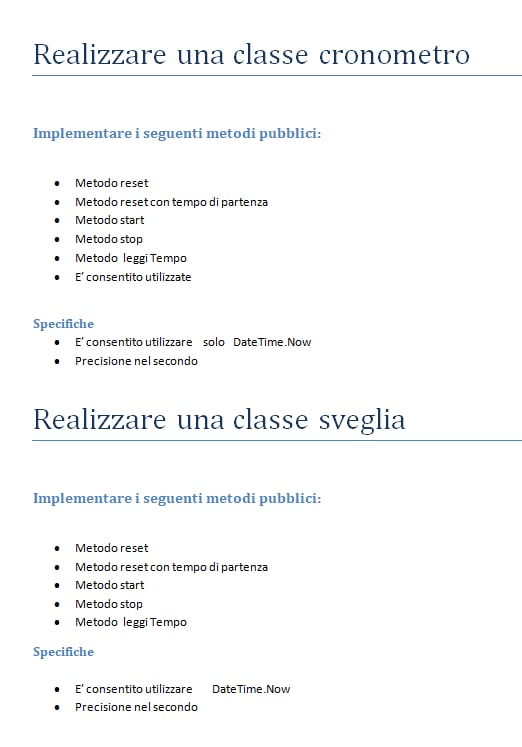 Realizzare una classe cronometro
Implementare i seguenti metodi pubblici:
• Metodo reset
• Metodo reset con tempo di partenza
• Metodo start
• Metodo stop
• Metodo leggi Tempo
• E’ consentito utilizzate
Specifiche
• E’ consentito utilizzare solo DateTime.Now
• Precisione nel secondo
Realizzare una classe sveglia
Implementare i seguenti metodi pubblici:
• Metodo reset
• Metodo reset con tempo di partenza
• Metodo start
• Metodo stop
• Metodo leggi Tempo
Specifiche
• E’ consentito utilizzare DateTime.Now
• Precisione nel secondo